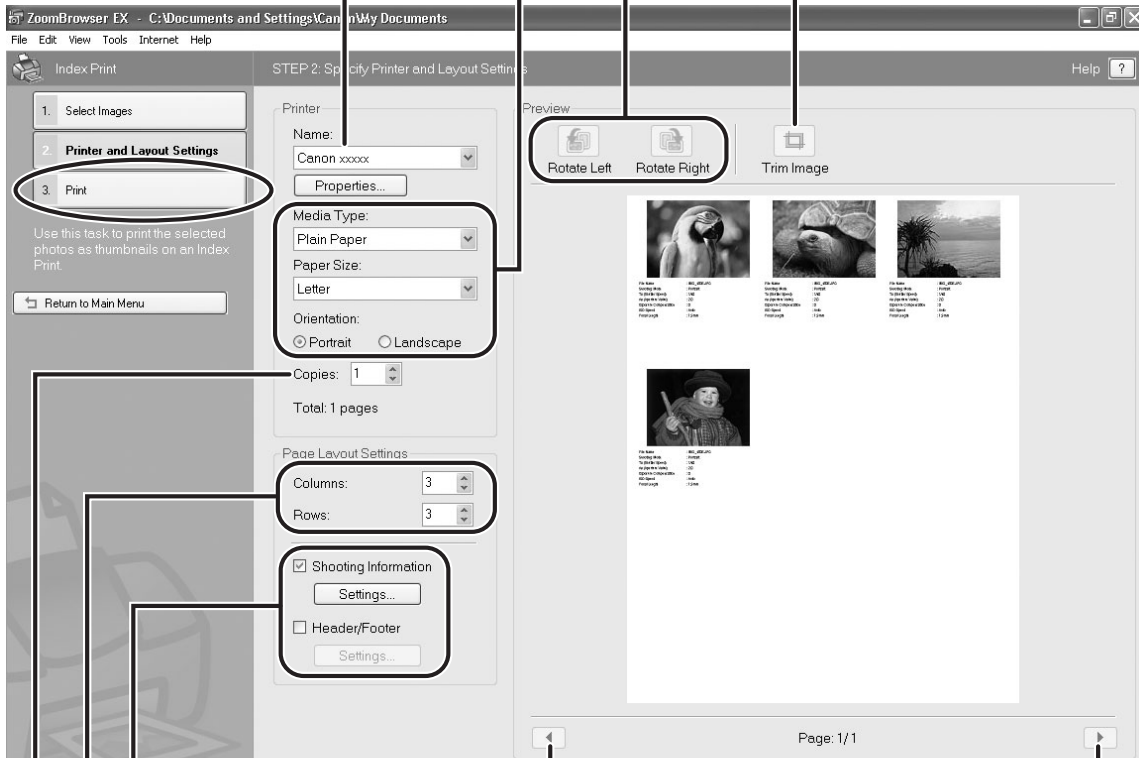 ZoomBrowser EX - C:\Documents and Settings\Canon\My Documents
File Edit View Tools Internet Help
Index Print
STEP 2: Specify Printer and Layout Settings
Help ?
1. Select Images
2. Printer and Layout Settings
3. Print
Use this task to print the selected
photos as thumbnails on an Index
Print.
Return to Main Menu
Printer
Name:
Canon xxxxx
Properties...
Media Type:
Plain Paper
Paper Size:
Letter
Orientation:
Portrait Landscape
Copies: 1
Total: 1 pages
Page Layout Settings
Columns: 3
Rows: 3
Shooting Information
Settings...
Header/Footer
Settings...
Preview
Rotate Left Rotate Right Trim Image
Page: 1/1